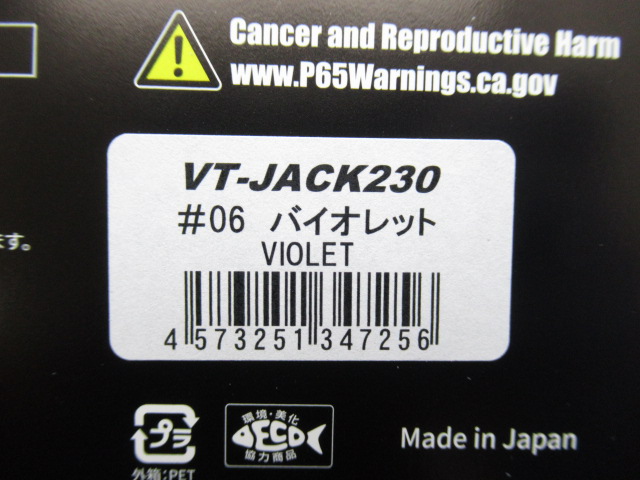 Cancer and Reproductive Harm
www.P65Warnings.ca.gov
VT-JACK230
#06 バイオレット
VIOLET
4 573251 347256
ます。
プラ
外箱:PET
環境・美化
ECO
協力商品
Made in Japan